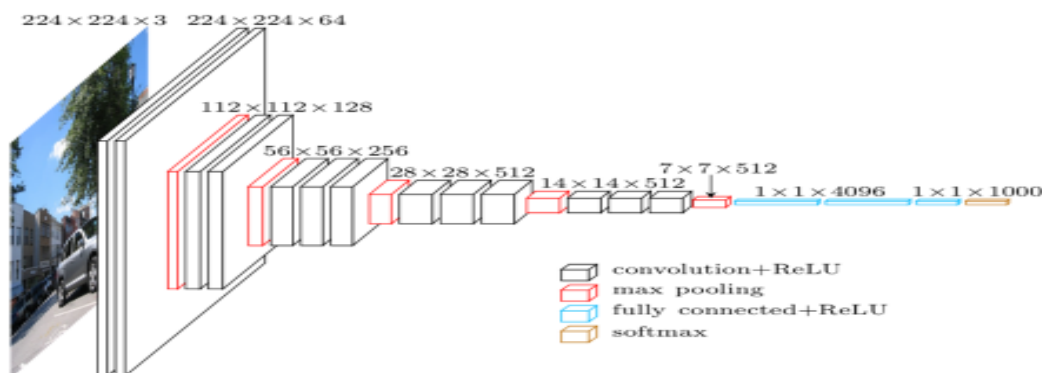 224 × 224 × 3
224 × 224 × 64
112 × 112 × 128
56 × 56 × 256
28 × 28 × 512
14 × 14 × 512
7 × 7 × 512
1 × 1 × 4096
1 × 1 × 1000
convolution+ReLU
max pooling
fully connected+ReLU
softmax